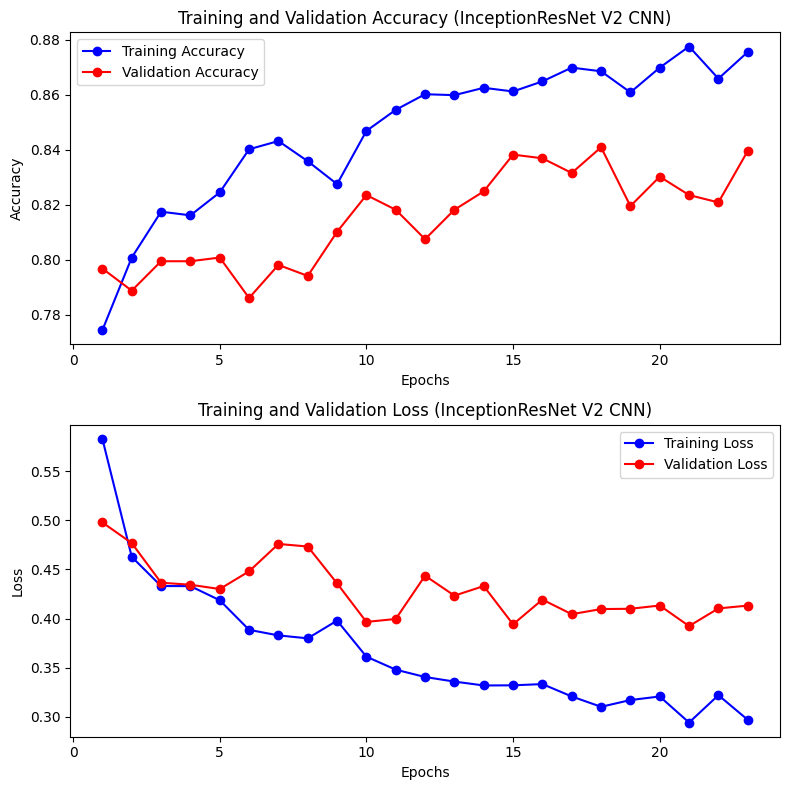 Training and Validation Accuracy (InceptionResNet V2 CNN)
Training Accuracy
Validation Accuracy
Accuracy
0.88
0.86
0.84
0.82
0.80
0.78
0 5 10 15 20
Epochs
Training and Validation Loss (InceptionResNet V2 CNN)
Training Loss
Validation Loss
Loss
0.55
0.50
0.45
0.40
0.35
0.30
0 5 10 15 20
Epochs